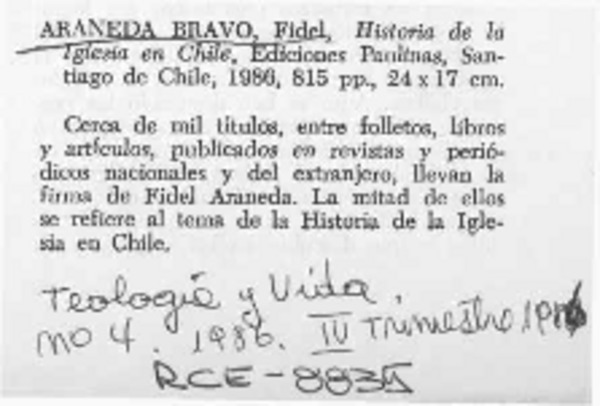 ARANEDA BRAVO, Fidel, Historia de la
Iglesia en Chile, Ediciones Paulinas, San-
tiago de Chile, 1986, 815 pp., 24 x 17 cm.
Cerca de mil títulos, entre folletos, libros
y artículos, publicados en revistas y perió-
dicos nacionales y del extranjero, llevan la
firma de Fidel Araneda. La mitad de ellos
se refiere al tema de la Historia de la Igle-
sia en Chile.
Teología y Vida.
no 4. 1986. IV Trimestre
RCE-8835